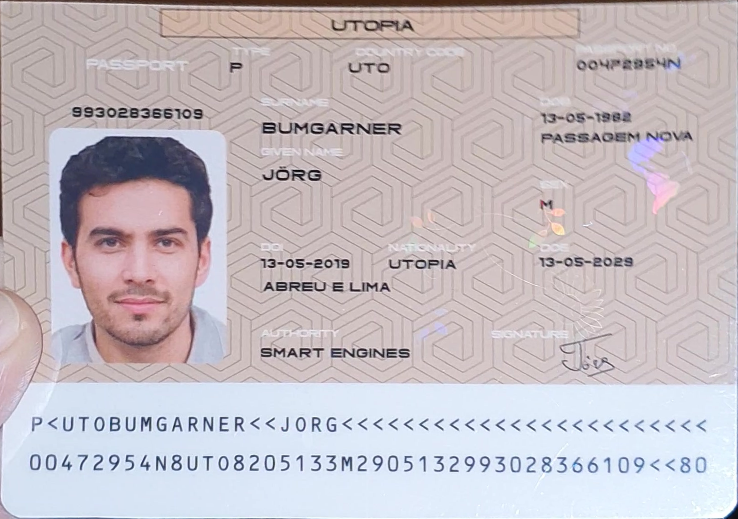 UTOPIA
PASSPORT
TYPE
P
COUNTRY CODE
UTO
PASSPORT NO
993028366109
SURNAME
BUMGARNER
DOB
13-05-1982
PASSAGEM NOVA
GIVEN NAME
JÖRG
SEX
M
DOI
13-05-2019
ABREU E LIMA
NATIONALITY
UTOPIA
DOE
13-05-2029
AUTHORITY
SMART ENGINES
SIGNATURE
Jörg
P<UTOBUMGARNER<<JORG<<<<<<<<<<<<<<<<<<<<<<<<
00472954N8UTO8205133M2905132993028366109<<80